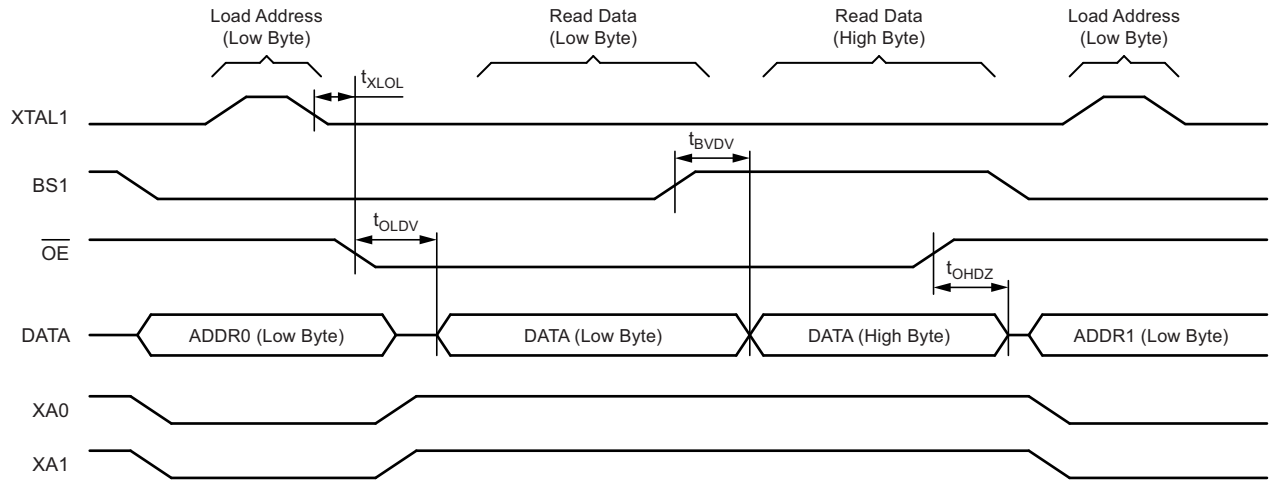 Load Address
(Low Byte)
Read Data
(Low Byte)
Read Data
(High Byte)
Load Address
(Low Byte)
tXLOL
XTAL1
tBVDV
BS1
tOLDV
OE
tOHDZ
DATA
ADDR0 (Low Byte)
DATA (Low Byte)
DATA (High Byte)
ADDR1 (Low Byte)
XA0
XA1